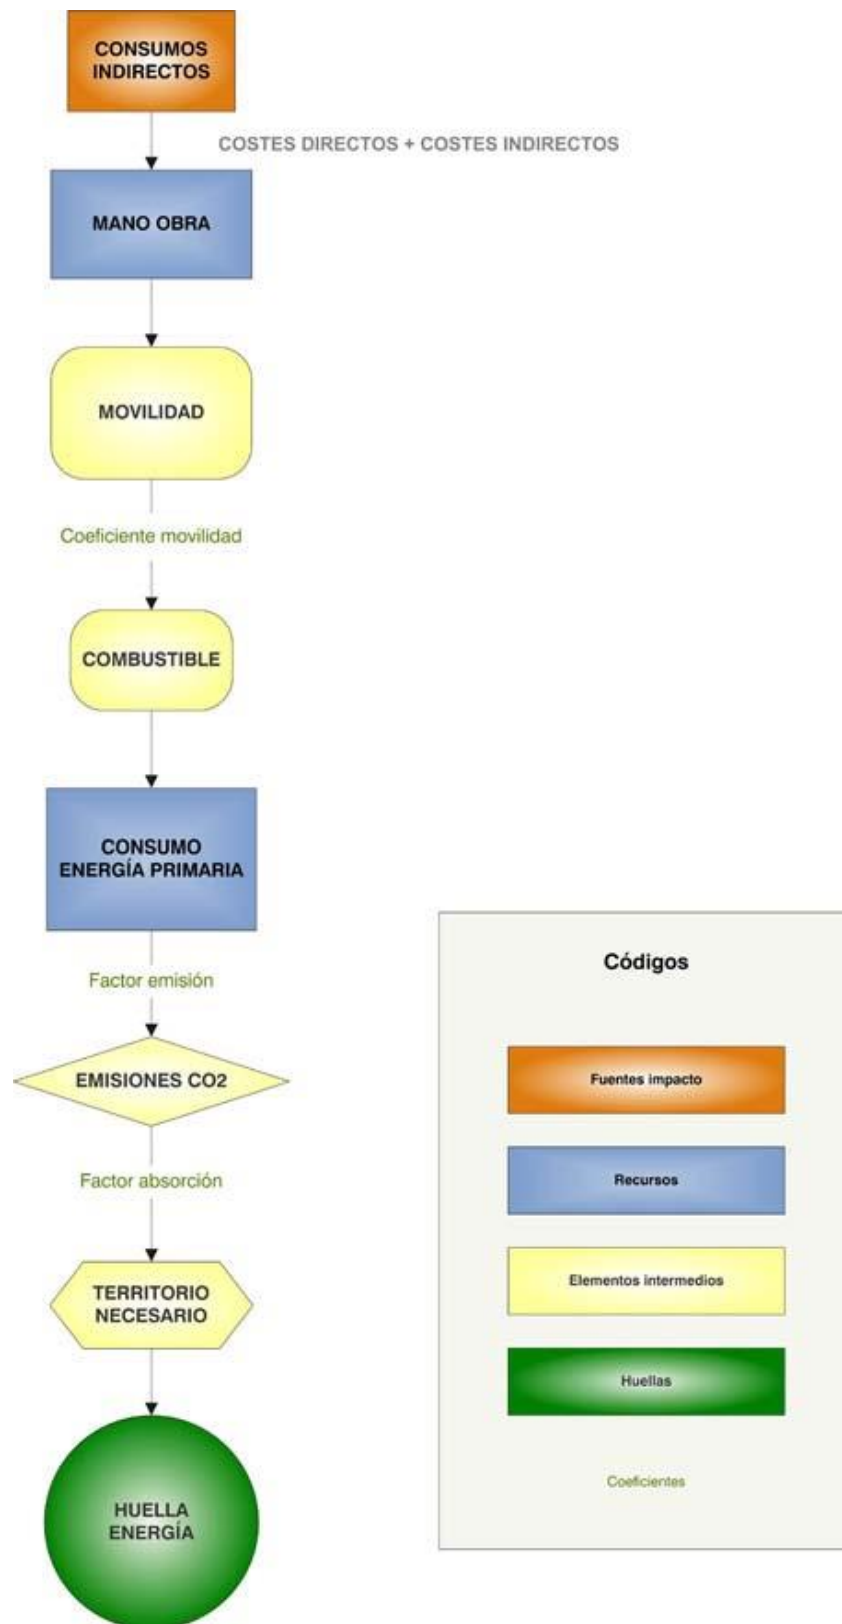 CONSUMOS
INDIRECTOS
COSTES DIRECTOS + COSTES INDIRECTOS
MANO OBRA
MOVILIDAD
Coeficiente movilidad
COMBUSTIBLE
CONSUMO
ENERGÍA PRIMARIA
Factor emisión
EMISIONES CO2
Factor absorción
TERRITORIO
NECESARIO
HUELLA
ENERGÍA
Códigos
Fuentes impacto
Recursos
Elementos intermedios
Huellas
Coeficientes